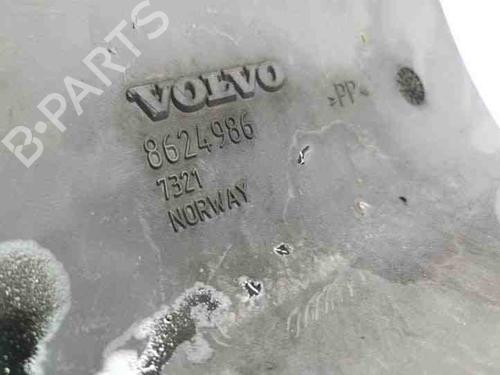 B-PARTS
VOLVO
8624986
7321
NORWAY
>PP<